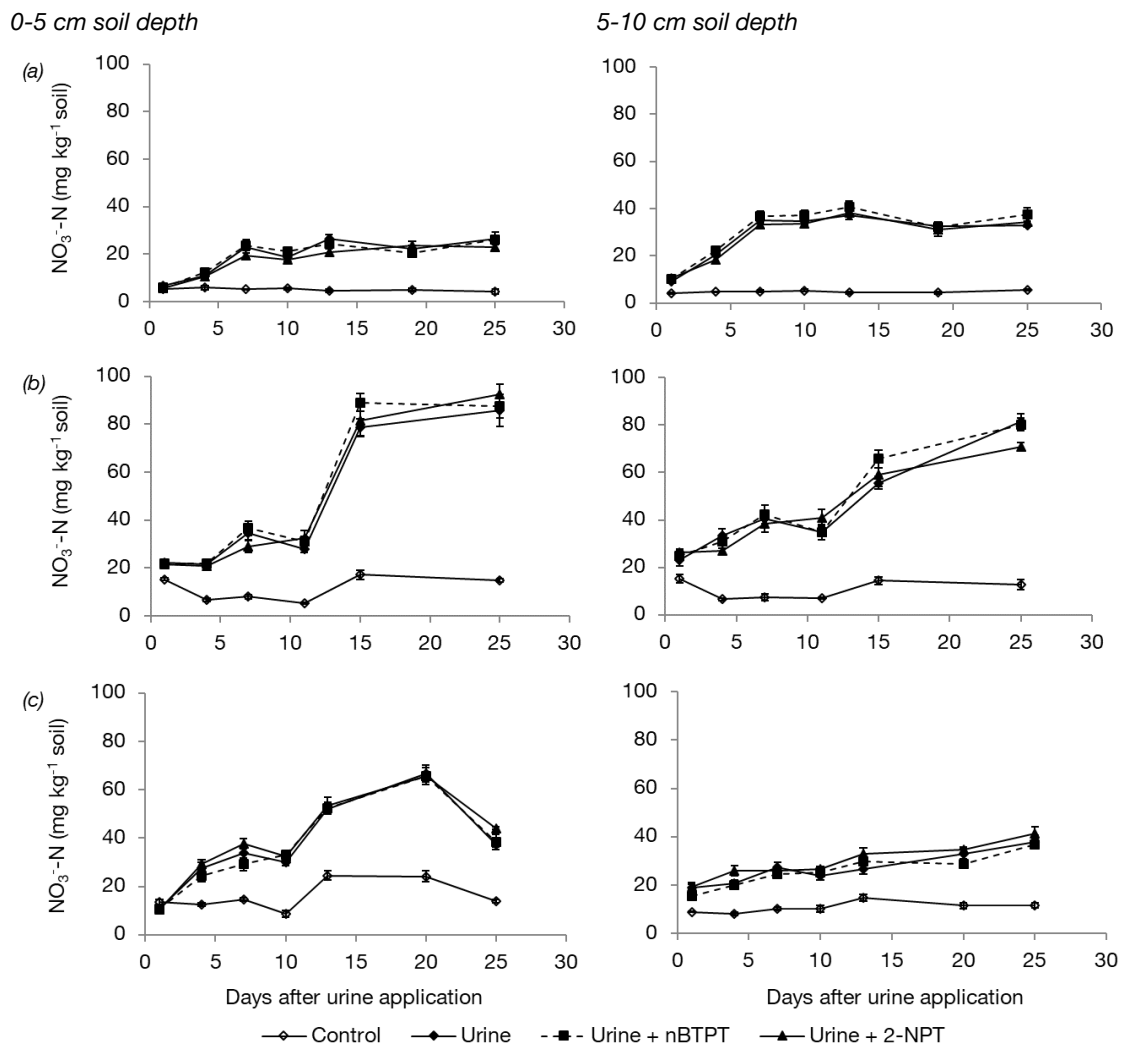 0-5 cm soil depth
5-10 cm soil depth
(a)
NO₃⁻-N (mg kg⁻¹ soil)
100
80
60
40
20
0
0 5 10 15 20 25 30
100
80
60
40
20
0
0 5 10 15 20 25 30
(b)
NO₃⁻-N (mg kg⁻¹ soil)
100
80
60
40
20
0
0 5 10 15 20 25 30
100
80
60
40
20
0
0 5 10 15 20 25 30
(c)
NO₃⁻-N (mg kg⁻¹ soil)
100
80
60
40
20
0
0 5 10 15 20 25 30
Days after urine application
100
80
60
40
20
0
0 5 10 15 20 25 30
Days after urine application
Control Urine Urine + nBTPT Urine + 2-NPT